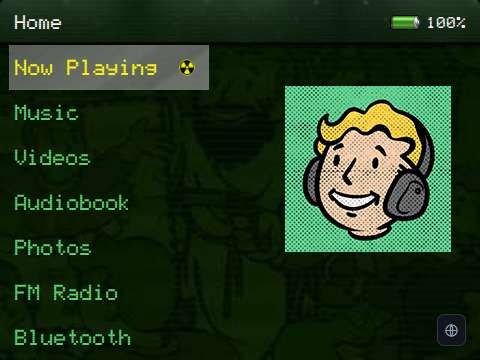 Home
100%
Now Playing
Music
Videos
Audiobook
Photos
FM Radio
Bluetooth